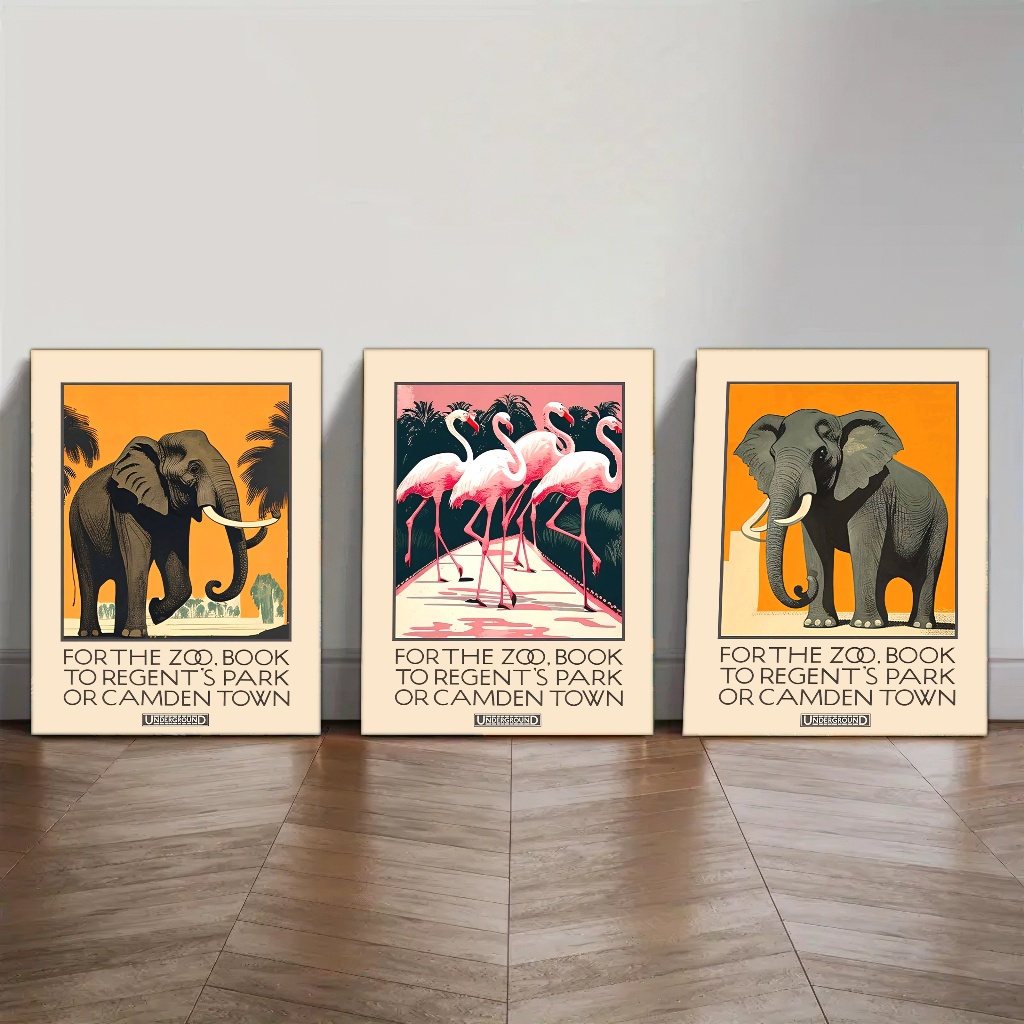 FOR THE ZOO, BOOK
TO REGENT'S PARK
OR CAMDEN TOWN
UNDERGROUND
FOR THE ZOO, BOOK
TO REGENT'S PARK
OR CAMDEN TOWN
UNDERGROUND
FOR THE ZOO, BOOK
TO REGENT'S PARK
OR CAMDEN TOWN
UNDERGROUND